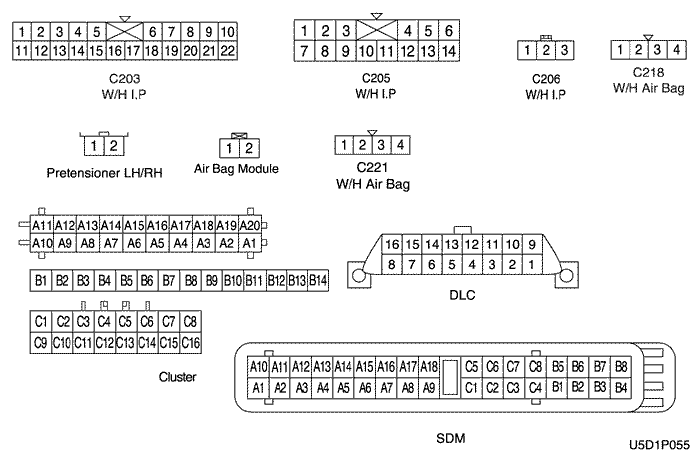 1 2 3 4 5 6 7 8 9 10
11 12 13 14 15 16 17 18 19 20 21 22
C203
W/H I.P
1 2 3 4 5 6
7 8 9 10 11 12 13 14
C205
W/H I.P
1 2 3
C206
W/H I.P
1 2 3 4
C218
W/H Air Bag
1 2
Pretensioner LH/RH
1 2
Air Bag Module
1 2 3 4
C221
W/H Air Bag
A11 A12 A13 A14 A15 A16 A17 A18 A19 A20
A10 A9 A8 A7 A6 A5 A4 A3 A2 A1
B1 B2 B3 B4 B5 B6 B7 B8 B9 B10 B11 B12 B13 B14
C1 C2 C3 C4 C5 C6 C7 C8
C9 C10 C11 C12 C13 C14 C15 C16
Cluster
16 15 14 13 12 11 10 9
8 7 6 5 4 3 2 1
DLC
A10 A11 A12 A13 A14 A15 A16 A17 A18 C5 C6 C7 C8 B5 B6 B7 B8
A1 A2 A3 A4 A5 A6 A7 A8 A9 C1 C2 C3 C4 B1 B2 B3 B4
SDM
U5D1P055